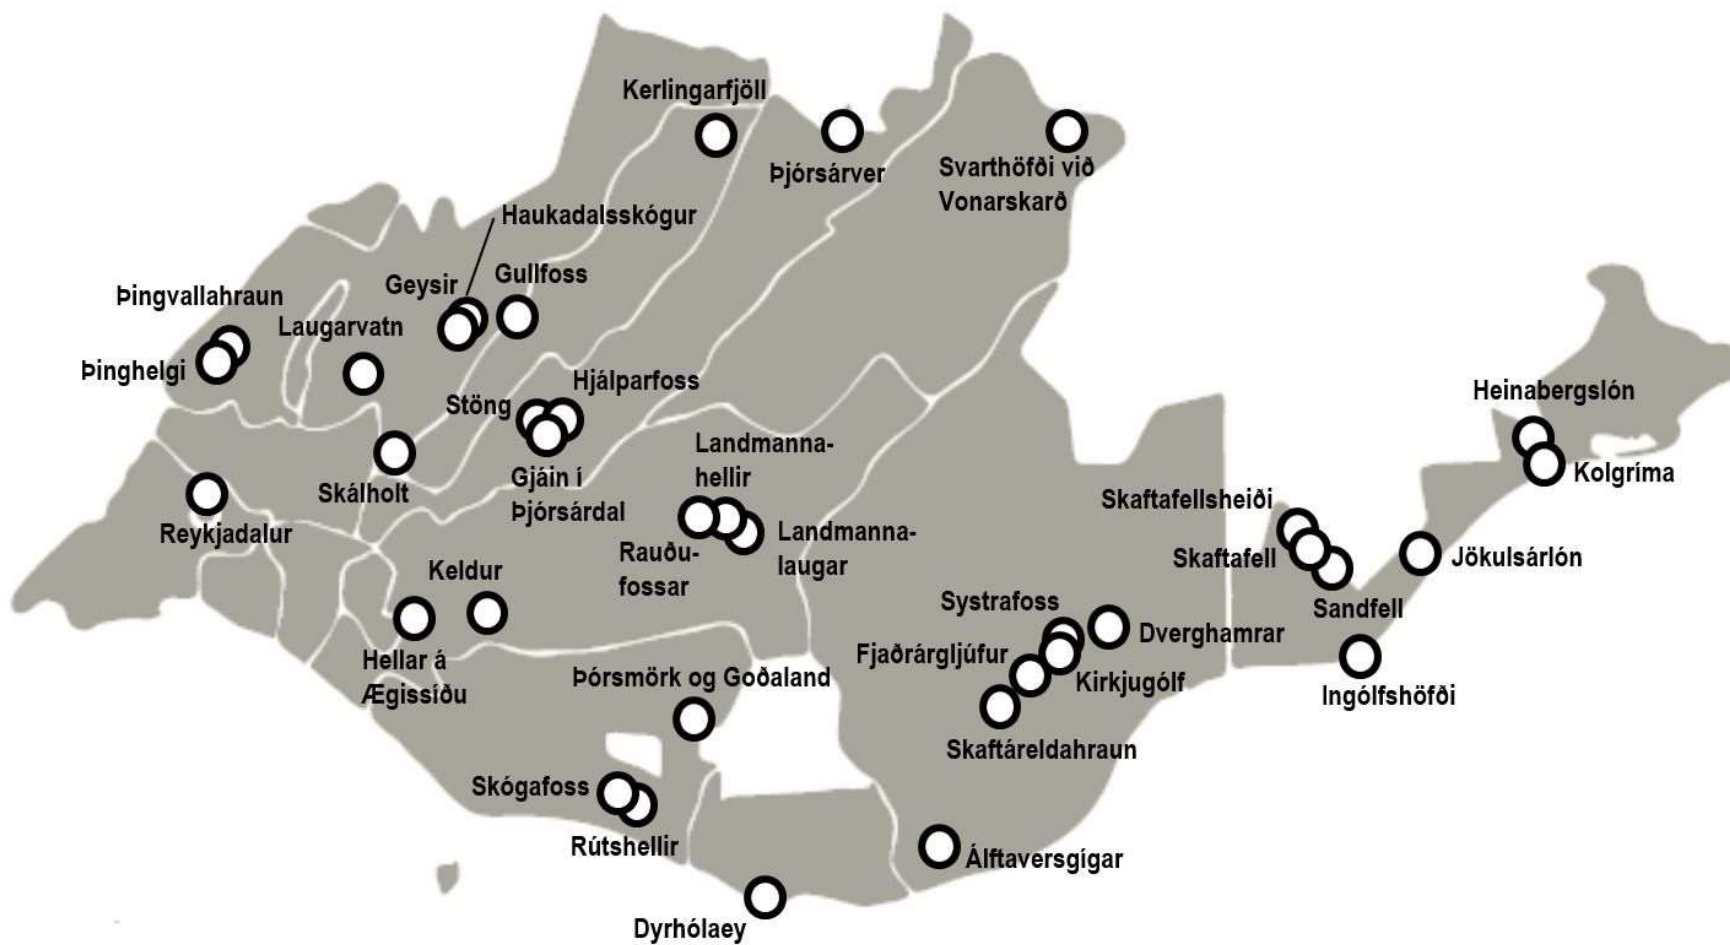 Kerlingarfjöll
Þjórsárver
Svarthöfði við
Vonarskarð
Haukadalsskógur
Geysir
Gullfoss
Þingvallahraun
Laugarvatn
Þinghelgi
Hjálparfoss
Stöng
Skálholt
Gjáin í
Þjórsárdal
Landmanna-
hellir
Reykjadalur
Rauðu-
fossar
Landmanna-
laugar
Heinabergslón
Kolgríma
Skaftafellsheiði
Skaftafell
Jökulsárlón
Sandfell
Keldur
Systrafoss
Dverghamrar
Fjaðrárgljúfur
Kirkjugólf
Hellar á
Ægissíðu
Þórsmörk og Goðaland
Ingólfshöfði
Skaftáreldahraun
Skógafoss
Rútshellir
Álftaversgígar
Dyrhólaey